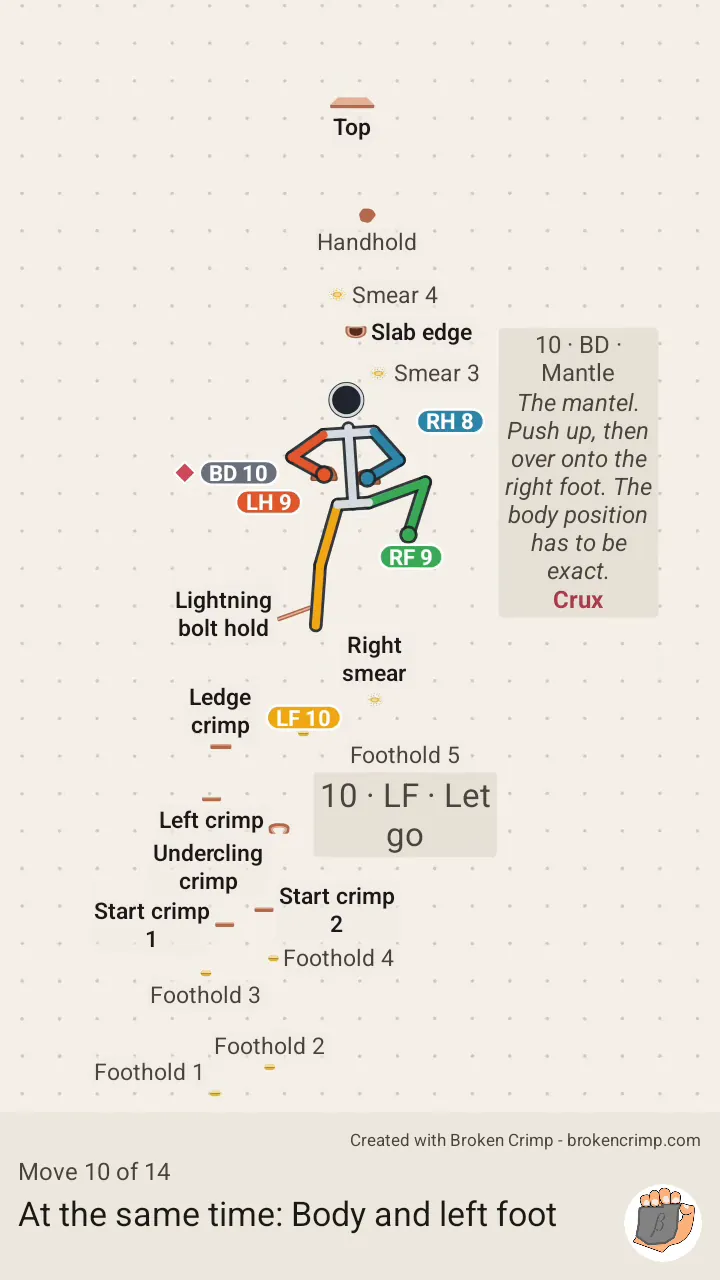 Top
Handhold
Smear 4
Slab edge
Smear 3
10 · BD ·
Mantle
The mantel.
Push up, then
over onto the
right foot. The
body position
has to be
exact.
Crux
RH 8
BD 10
LH 9
RF 9
Lightning
bolt hold
Right
smear
Ledge
crimp
LF 10
Foothold 5
10 · LF · Let
go
Left crimp
Undercling
crimp
Start crimp
1
Start crimp
2
Foothold 4
Foothold 3
Foothold 2
Foothold 1
Created with Broken Crimp - brokencrimp.com
Move 10 of 14
At the same time: Body and left foot
β